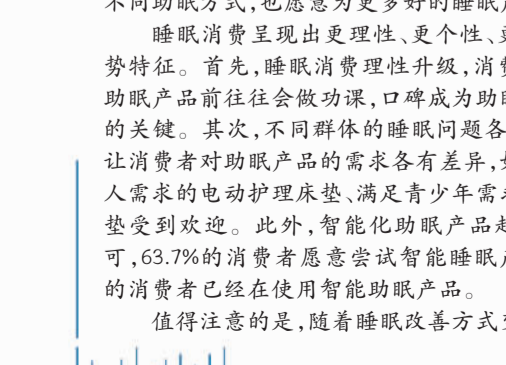 不同助眠方式,也愿意为更多好的睡眠
睡眠消费呈现出更理性、更个性、
势特征。首先,睡眠消费理性升级,消
助眠产品前往往会做功课,口碑成为助
的关键。其次,不同群体的睡眠问题各
让消费者对助眠产品的需求各有差异,
人需求的电动护理床垫、满足青少年需
垫受到欢迎。此外,智能化助眠产品
可,63.7%的消费者愿意尝试智能睡眠
的消费者已经在使用智能助眠产品。
值得注意的是,随着睡眠改善方式